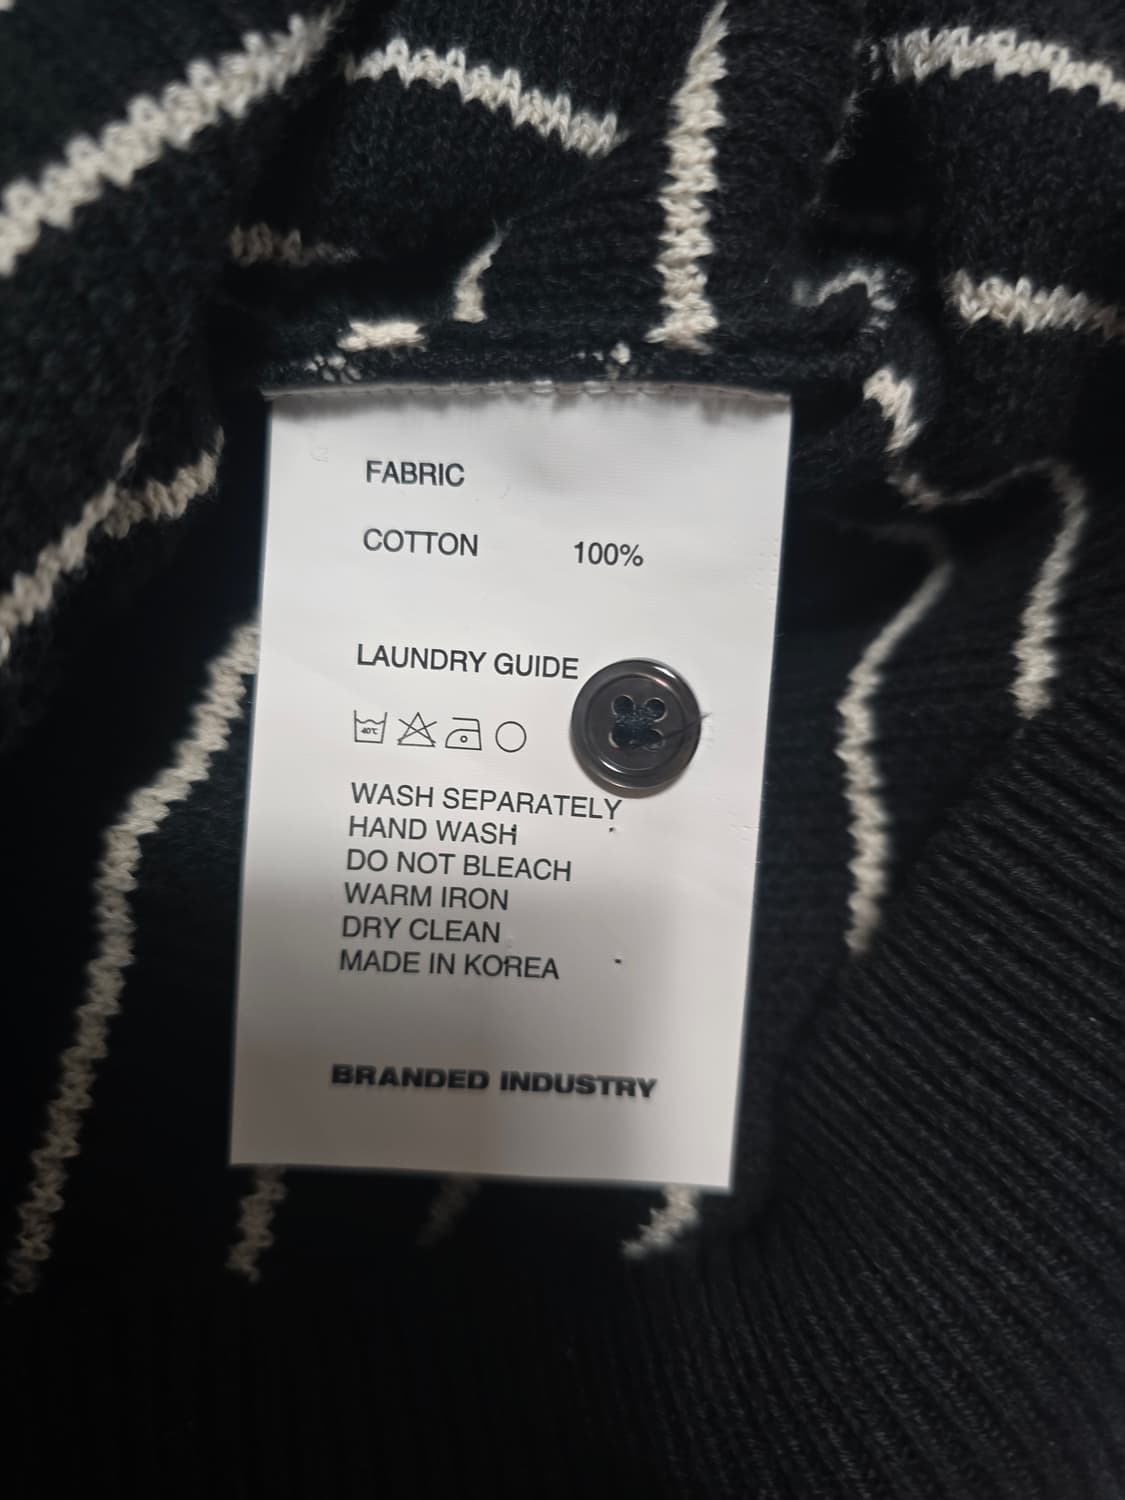 FABRIC
COTTON 100%
LAUNDRY GUIDE
40℃
WASH SEPARATELY
HAND WASH
DO NOT BLEACH
WARM IRON
DRY CLEAN
MADE IN KOREA
BRANDED INDUSTRY